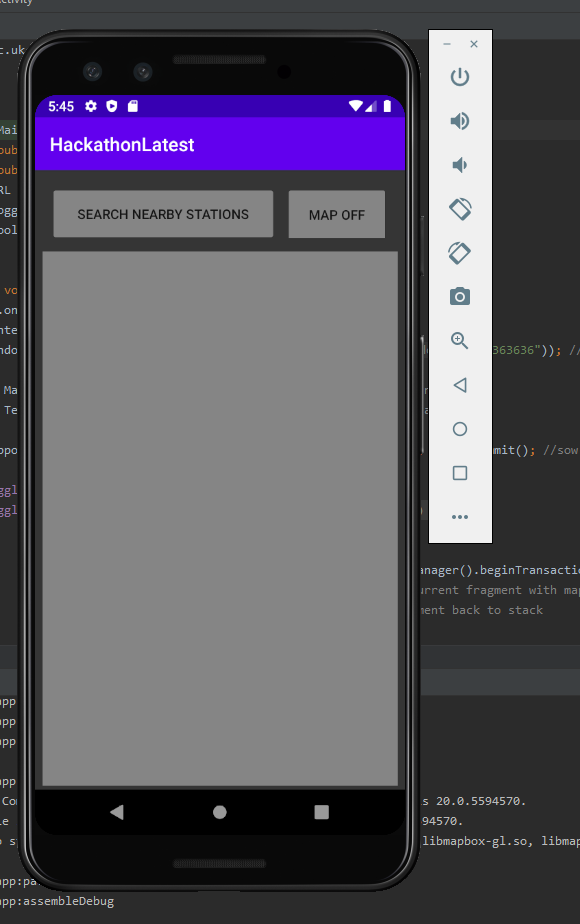 ctivity
c.uk
5:45
HackathonLatest
SEARCH NEARBY STATIONS
MAP OFF
Mai
oub
oub
RL
ogg
ool
vo
.on
nte
ndo
363636")); //
Ma
Te
ppo
mit(); //sow
ggl
ggl
anager().beginTransactio
urrent fragment with map
ment back to stack
app
app
app
app
Co
s 20.0.5594570.
le
94570.
o s
libmapbox-gl.so, libmap
app:pa
app:assembleDebug